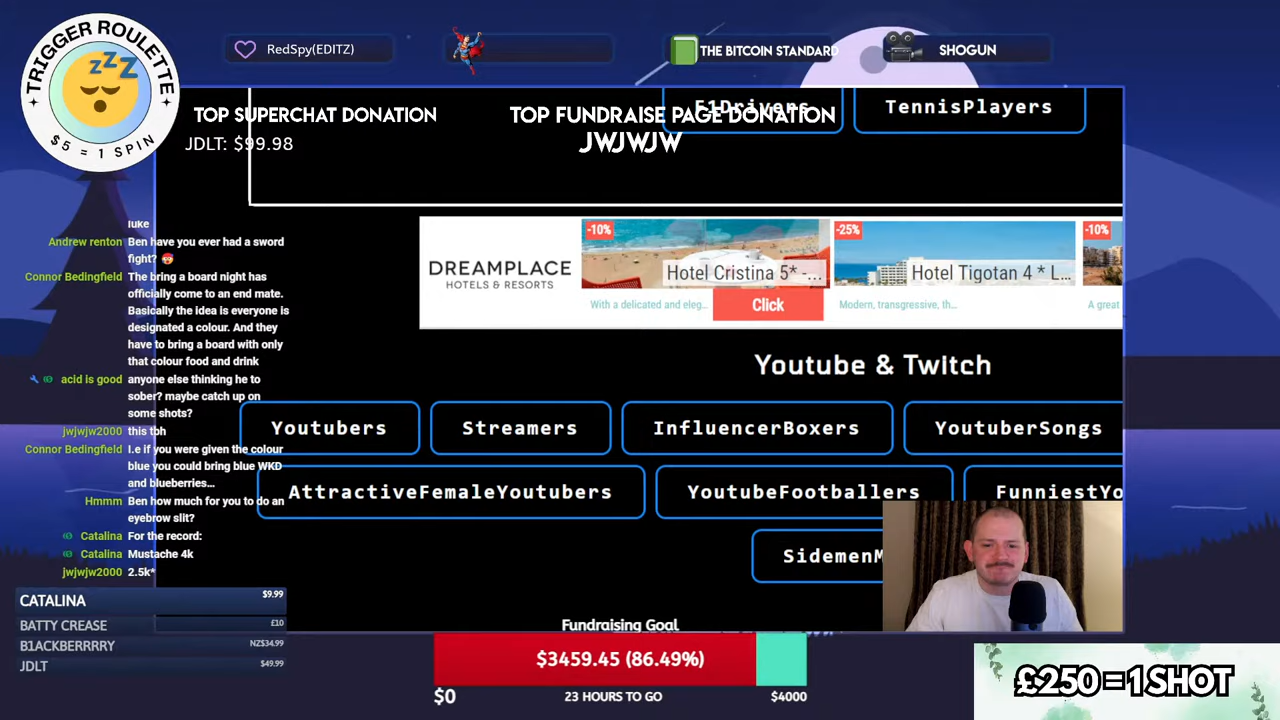 TRIGGER ROULETTE
zzz
$5 = 1 SPIN
RedSpy(EDITZ)
THE BITCOIN STANDARD
SHOGUN
TOP SUPERCHAT DONATION
JDLT: $99.98
TOP FUNDRAISE PAGE DONATION
JWJWJW
F1Drivers
TennisPlayers
DREAMPLACE
HOTELS & RESORTS
-10%
Hotel Cristina 5* -...
With a delicated and eleg...
Click
-25%
Hotel Tigotan 4 * L...
Modern, transgressive, th...
-10%
A great
Youtube & Twitch
Youtubers
Streamers
InfluencerBoxers
YoutuberSongs
AttractiveFemaleYoutubers
YoutubeFootballers
FunniestYo
SidemenM
luke
Andrew renton Ben have you ever had a sword
fight?
Connor Bedingfield The bring a board night has
officially come to an end mate.
Basically the idea is everyone is
designated a colour. And they
have to bring a board with only
that colour food and drink
acid is good anyone else thinking he to
sober? maybe catch up on
some shots?
jwjwjw2000 this tbh
Connor Bedingfield I.e if you were given the colour
blue you could bring blue WKD
and blueberries...
Hmmm Ben how much for you to do an
eyebrow slit?
Catalina For the record:
Catalina Mustache 4k
jwjwjw2000 2.5k*
CATALINA $9.99
BATTY CREASE £10
B1ACKBERRRRY NZ$34.99
JDLT $49.99
Fundraising Goal
$3459.45 (86.49%)
$0 23 HOURS TO GO $4000
£250 = 1 SHOT